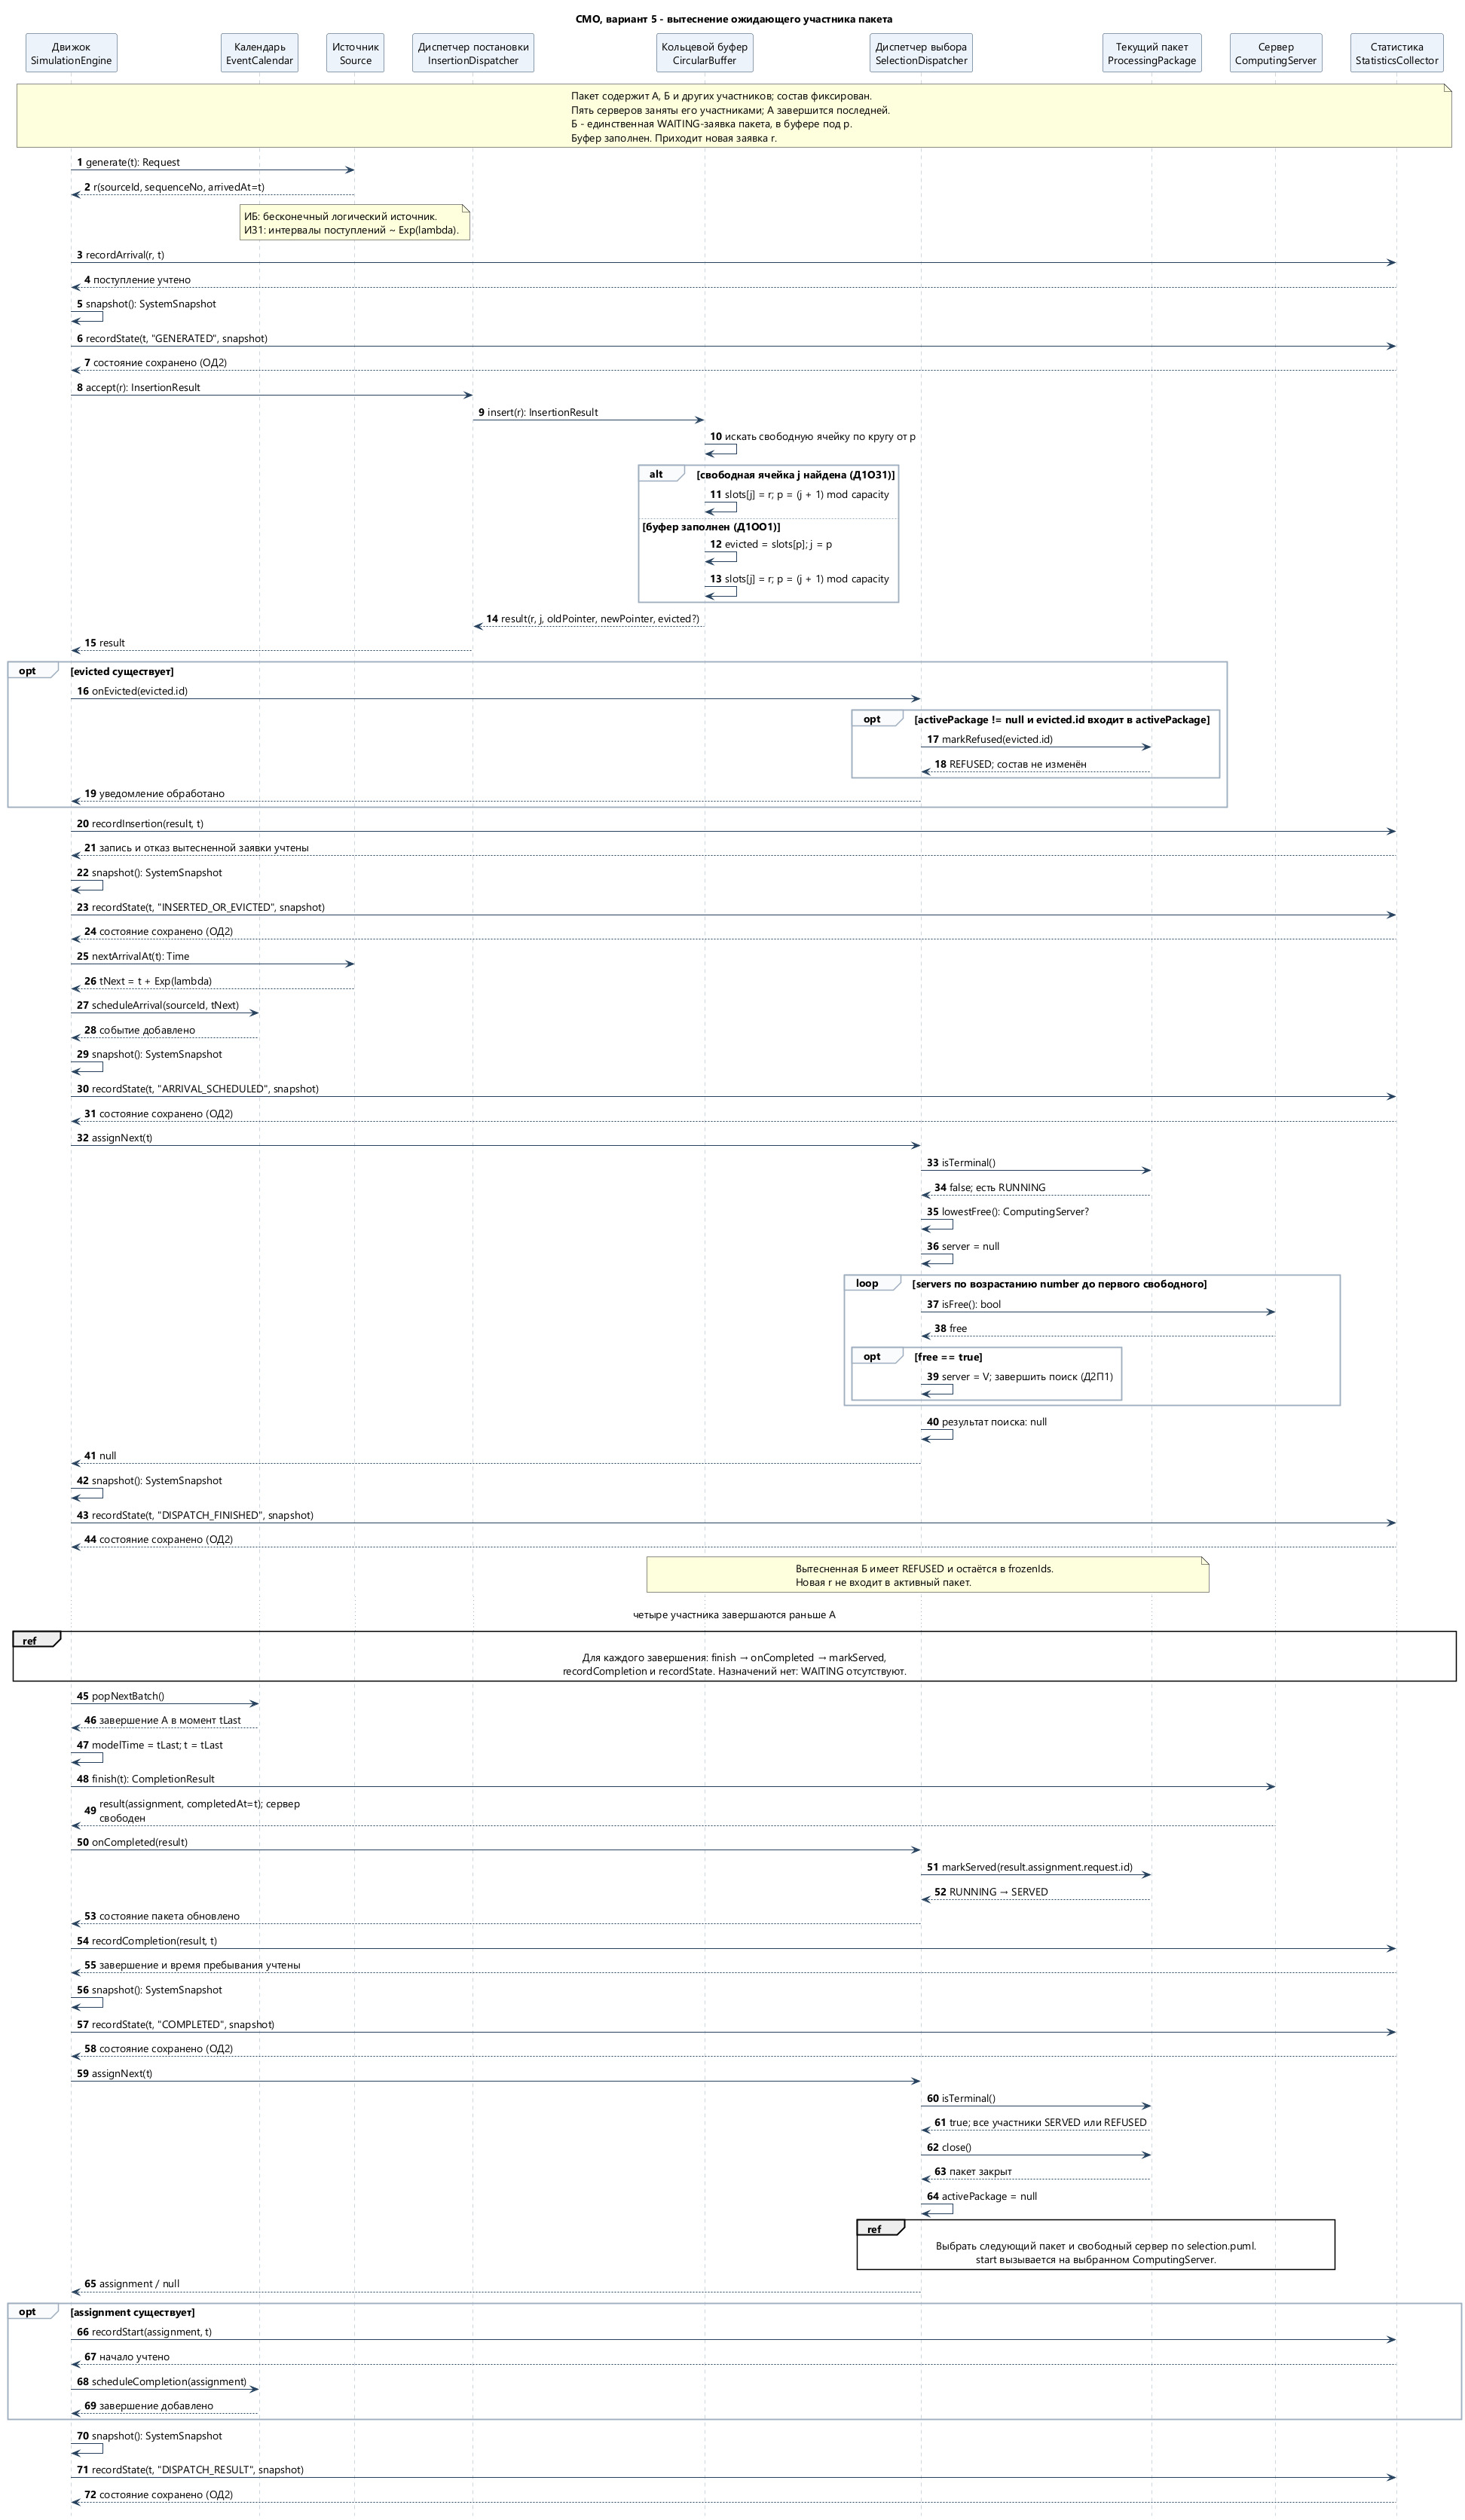 СМО, вариант 5 - вытеснение ожидающего участника пакета
Движок
SimulationEngine
Календарь
EventCalendar
Источник
Source
Диспетчер постановки
InsertionDispatcher
Кольцевой буфер
CircularBuffer
Диспетчер выбора
SelectionDispatcher
Текущий пакет
ProcessingPackage
Сервер
ComputingServer
Статистика
StatisticsCollector
Пакет содержит А, Б и других участников; состав фиксирован.
Пять серверов заняты его участниками; А завершится последней.
Б - единственная WAITING-заявка пакета, в буфере под p.
Буфер заполнен. Приходит новая заявка r.
1 generate(t): Request
2 r(sourceId, sequenceNo, arrivedAt=t)
ИБ: бесконечный логический источник.
ИЗ1: интервалы поступлений ~ Exp(lambda).
3 recordArrival(r, t)
4 поступление учтено
5 snapshot(): SystemSnapshot
6 recordState(t, "GENERATED", snapshot)
7 состояние сохранено (ОД2)
8 accept(r): InsertionResult
9 insert(r): InsertionResult
10 искать свободную ячейку по кругу от p
alt [свободная ячейка j найдена (Д1ОЗ1)]
11 slots[j] = r; p = (j + 1) mod capacity
[буфер заполнен (Д1ОО1)]
12 evicted = slots[p]; j = p
13 slots[j] = r; p = (j + 1) mod capacity
14 result(r, j, oldPointer, newPointer, evicted?)
15 result
opt [evicted существует]
16 onEvicted(evicted.id)
opt [activePackage != null и evicted.id входит в activePackage]
17 markRefused(evicted.id)
18 REFUSED; состав не изменён
19 уведомление обработано
20 recordInsertion(result, t)
21 запись и отказ вытесненной заявки учтены
22 snapshot(): SystemSnapshot
23 recordState(t, "INSERTED_OR_EVICTED", snapshot)
24 состояние сохранено (ОД2)
25 nextArrivalAt(t): Time
26 tNext = t + Exp(lambda)
27 scheduleArrival(sourceId, tNext)
28 событие добавлено
29 snapshot(): SystemSnapshot
30 recordState(t, "ARRIVAL_SCHEDULED", snapshot)
31 состояние сохранено (ОД2)
32 assignNext(t)
33 isTerminal()
34 false; есть RUNNING
35 lowestFree(): ComputingServer?
36 server = null
loop [servers по возрастанию number до первого свободного]
37 isFree(): bool
38 free
opt [free == true]
39 server = V; завершить поиск (Д2П1)
40 результат поиска: null
41 null
42 snapshot(): SystemSnapshot
43 recordState(t, "DISPATCH_FINISHED", snapshot)
44 состояние сохранено (ОД2)
Вытесненная Б имеет REFUSED и остаётся в frozenIds.
Новая r не входит в активный пакет.
четыре участника завершаются раньше А
ref
Для каждого завершения: finish → onCompleted → markServed,
recordCompletion и recordState. Назначений нет: WAITING отсутствуют.
45 popNextBatch()
46 завершение А в момент tLast
47 modelTime = tLast; t = tLast
48 finish(t): CompletionResult
49 result(assignment, completedAt=t); сервер
свободен
50 onCompleted(result)
51 markServed(result.assignment.request.id)
52 RUNNING → SERVED
53 состояние пакета обновлено
54 recordCompletion(result, t)
55 завершение и время пребывания учтены
56 snapshot(): SystemSnapshot
57 recordState(t, "COMPLETED", snapshot)
58 состояние сохранено (ОД2)
59 assignNext(t)
60 isTerminal()
61 true; все участники SERVED или REFUSED
62 close()
63 пакет закрыт
64 activePackage = null
ref
Выбрать следующий пакет и свободный сервер по selection.puml.
start вызывается на выбранном ComputingServer.
65 assignment / null
opt [assignment существует]
66 recordStart(assignment, t)
67 начало учтено
68 scheduleCompletion(assignment)
69 завершение добавлено
70 snapshot(): SystemSnapshot
71 recordState(t, "DISPATCH_RESULT", snapshot)
72 состояние сохранено (ОД2)